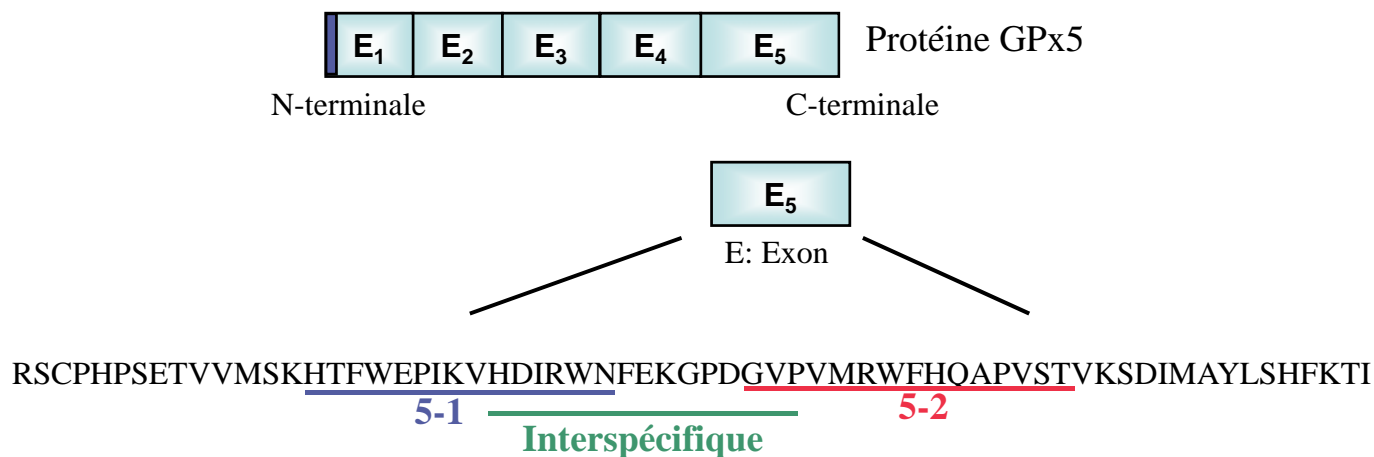 E1 E2 E3 E4 E5 Protéine GPx5
N-terminale C-terminale
E5
E: Exon
RSCPHPSETVVMSKHTFWEPIKVHDIRWNFEKGPDGVPVMRWFHQAPVSTVKSDIMAYLSHFKTI
5-1 5-2
Interspécifique